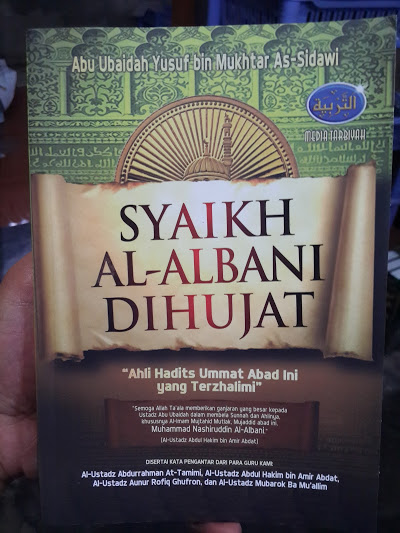 Abu Ubaidah Yusuf bin Mukhtar As-Sidawi
التربية
MEDIA TARBIYAH
SYAIKH
AL-ALBANI
DIHUJAT
"Ahli Hadits Ummat Abad Ini
yang Terzhalimi"
"Semoga Allah Ta'ala memberikan ganjaran yang besar kepada
Ustadz Abu Ubaidah dalam membela Sunnah dan Ahlinya,
khususnya Al-Imam Mujtahid Mutlak, Mujaddid abad ini,
Muhammad Nashiruddin Al-Albani."
(Al-Ustadz Abdul Hakim bin Amir Abdat)
DISERTAI KATA PENGANTAR DARI PARA GURU KAMI:
Al-Ustadz Abdurrahman At-Tamimi, Al-Ustadz Abdul Hakim bin Amir Abdat,
Al-Ustadz Aunur Rofiq Ghufron, dan Al-Ustadz Mubarok Ba Mu'allim